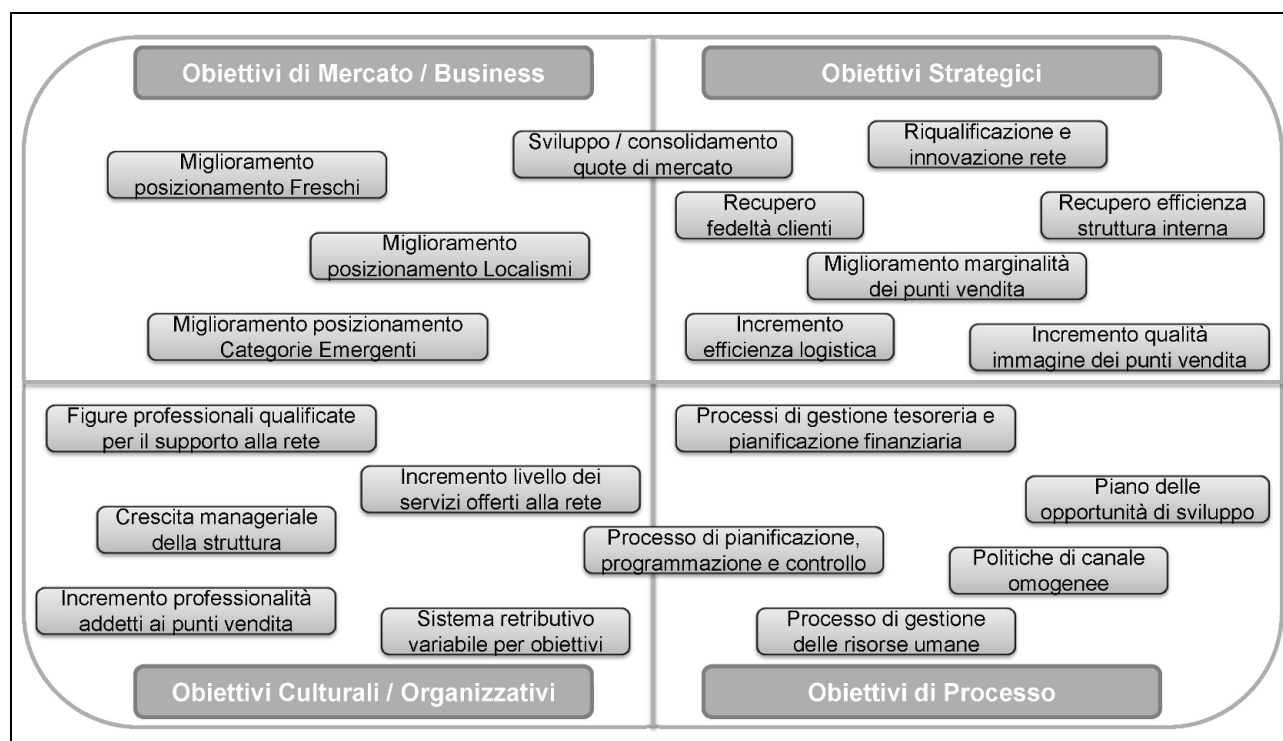 Obiettivi di Mercato / Business
Miglioramento
posizionamento Freschi
Sviluppo / consolidamento
quote di mercato
Miglioramento
posizionamento Localismi
Miglioramento posizionamento
Categorie Emergenti
Obiettivi Strategici
Riqualificazione e
innovazione rete
Recupero
fedeltà clienti
Recupero efficienza
struttura interna
Miglioramento marginalità
dei punti vendita
Incremento
efficienza logistica
Incremento qualità
immagine dei punti vendita
Figure professionali qualificate
per il supporto alla rete
Incremento livello dei
servizi offerti alla rete
Crescita manageriale
della struttura
Processo di pianificazione,
programmazione e controllo
Incremento professionalità
addetti ai punti vendita
Sistema retributivo
variabile per obiettivi
Obiettivi Culturali / Organizzativi
Processi di gestione tesoreria e
pianificazione finanziaria
Piano delle
opportunità di sviluppo
Politiche di canale
omogenee
Processo di gestione
delle risorse umane
Obiettivi di Processo